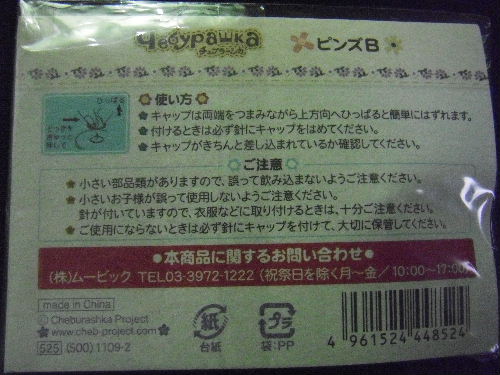 Чебурашка
チェブラーシカ
ピンズB
ひっぱる
使い方
キャップは両端をつまみながら上方向へひっぱると簡単にはずれます。
付けるときは必ず針にキャップをはめてください。
キャップがきちんと差し込まれているか確認してください。
ご注意
小さい部品類がありますので、誤って飲み込まないようご注意ください。
小さいお子様が誤って使用しないようご注意ください。
針が付いていますので、衣服などに取り付けるときは、十分ご注意ください。
ご使用にならないときは必ず針にキャップを付けて、大切に保管してください。
●本商品に関するお問い合わせ●
(株)ムービック TEL03-3972-1222 (祝祭日を除く月〜金／10:00〜17:00)
made in China
© Cheburashka Project
www.cheb-project.com
525 (500) 1109-2
紙
台紙
プラ
袋:PP
4 961524 448524